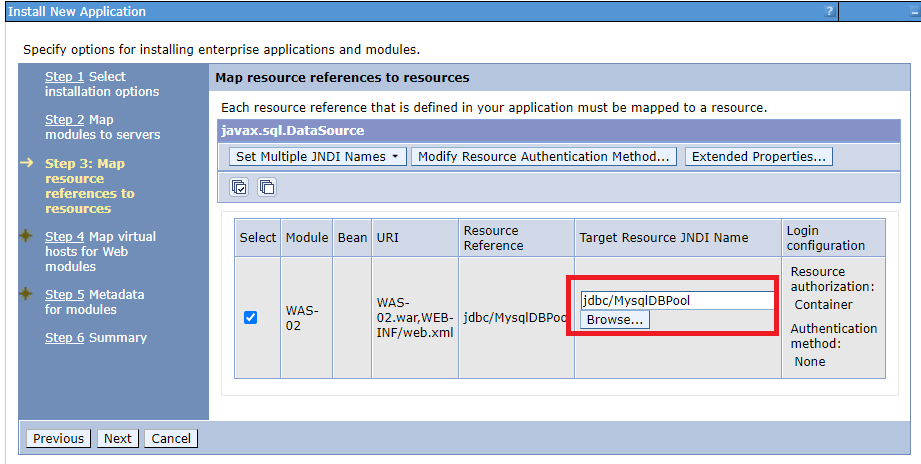 Install New Application
?
Specify options for installing enterprise applications and modules.
Step 1 Select
installation options
Step 2 Map
modules to servers
Step 3: Map
resource
references to
resources
Step 4 Map virtual
hosts for Web
modules
Step 5 Metadata
for modules
Step 6 Summary
Map resource references to resources
Each resource reference that is defined in your application must be mapped to a resource.
javax.sql.DataSource
Set Multiple JNDI Names
Modify Resource Authentication Method...
Extended Properties...
Select
Module
Bean
URI
Resource
Reference
Target Resource JNDI Name
Login
configuration
WAS-
02
WAS-
02.war,WEB-
INF/web.xml
jdbc/MysqlDBPoo
jdbc/MysqlDBPool
Browse...
Resource
authorization:
Container
Authentication
method:
None
Previous
Next
Cancel